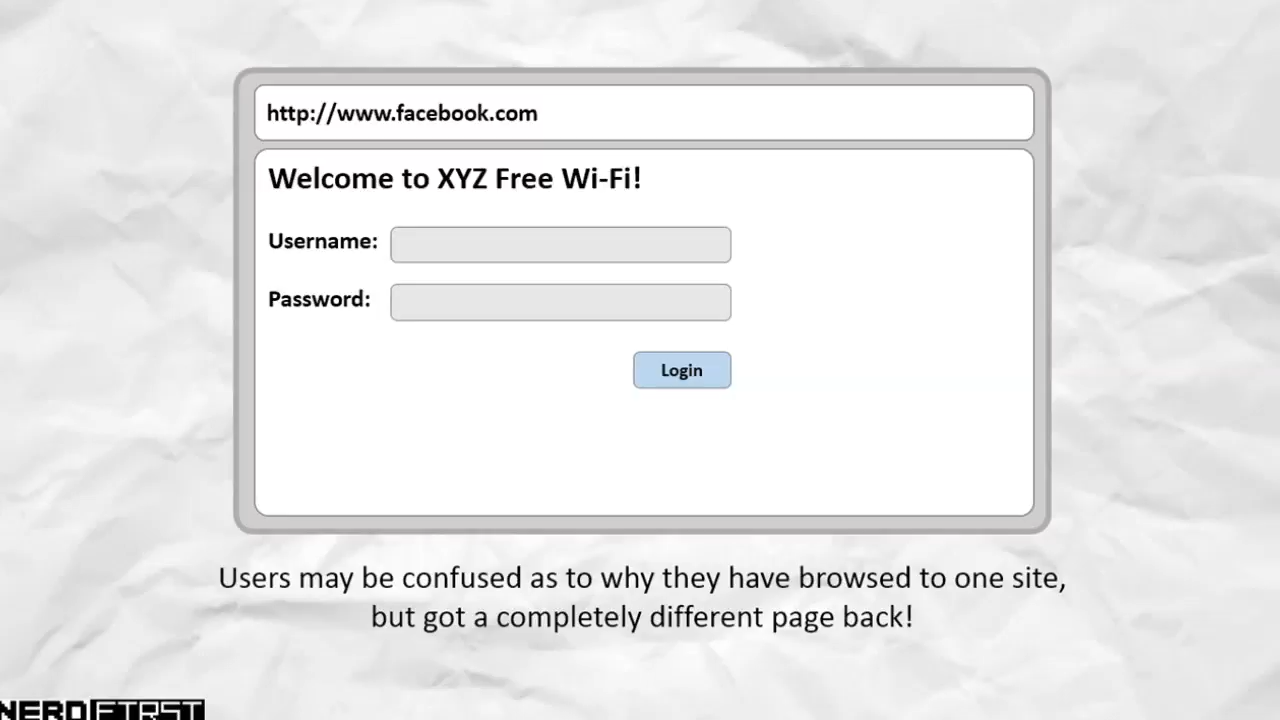 http://www.facebook.com
Welcome to XYZ Free Wi-Fi!
Username:
Password:
Login
Users may be confused as to why they have browsed to one site,
but got a completely different page back!
NERDFIRST